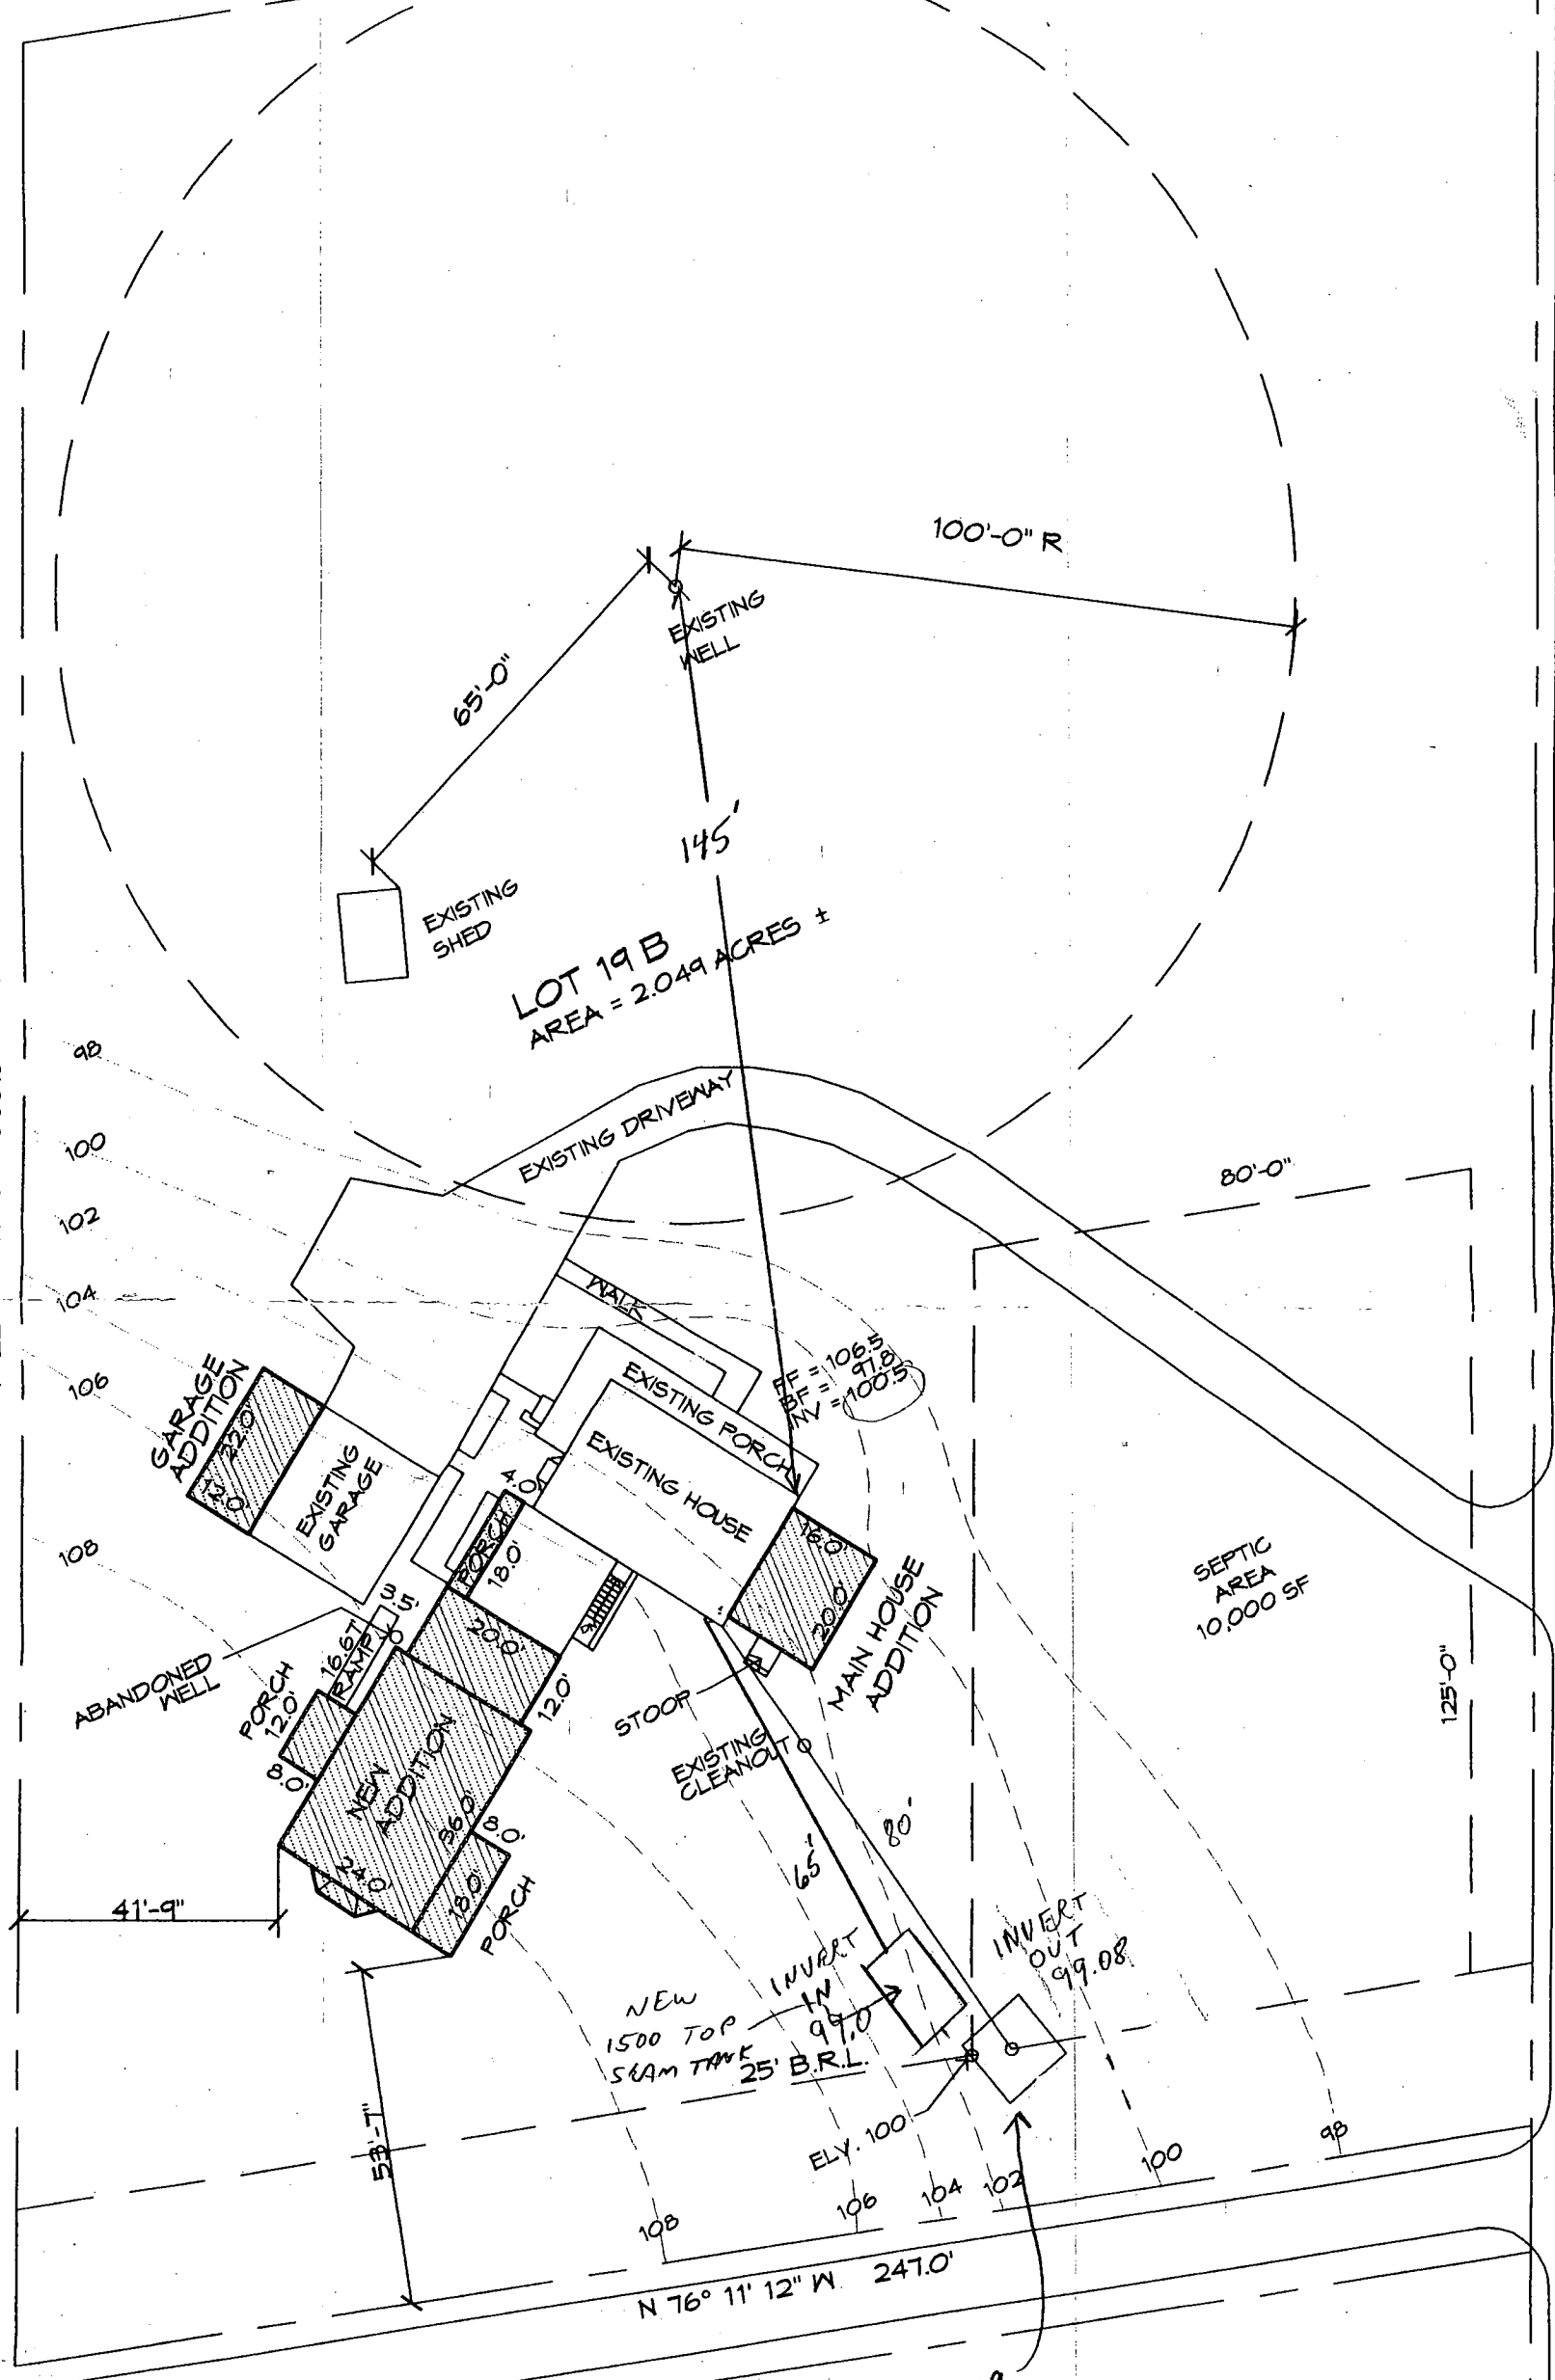 100'-0" R
EXISTING
WELL
65'-0"
145'
EXISTING
SHED
LOT 19 B
AREA = 2.049 ACRES ±
98
100
102
104
106
108
EXISTING DRIVEWAY
80'-0"
WALK
FF = 106.5
BF = 97.8
INV = 100.5
EXISTING PORCH
EXISTING HOUSE
GARAGE
ADDITION
22.0'
12.0'
EXISTING
GARAGE
4.0'
PORCH
18.0'
16.0'
20.0'
MAIN HOUSE
ADDITION
SEPTIC
AREA
10,000 SF
125'-0"
3.5'
16.67
RAMP
ABANDONED
WELL
20.0'
12.0'
PORCH
12.0'
8.0'
STOOP
EXISTING
CLEANOUT
NEW
ADDITION
36.0'
8.0'
24.0'
18.0'
PORCH
80'
65'
41'-9"
INVERT
OUT
99.08
INVERT
IN
99.0
NEW
1500 TOP
SEAM TANK
25' B.R.L.
ELV. 100
53'-7"
108
106
104
102
100
98
N 76° 11' 12" W 247.0'